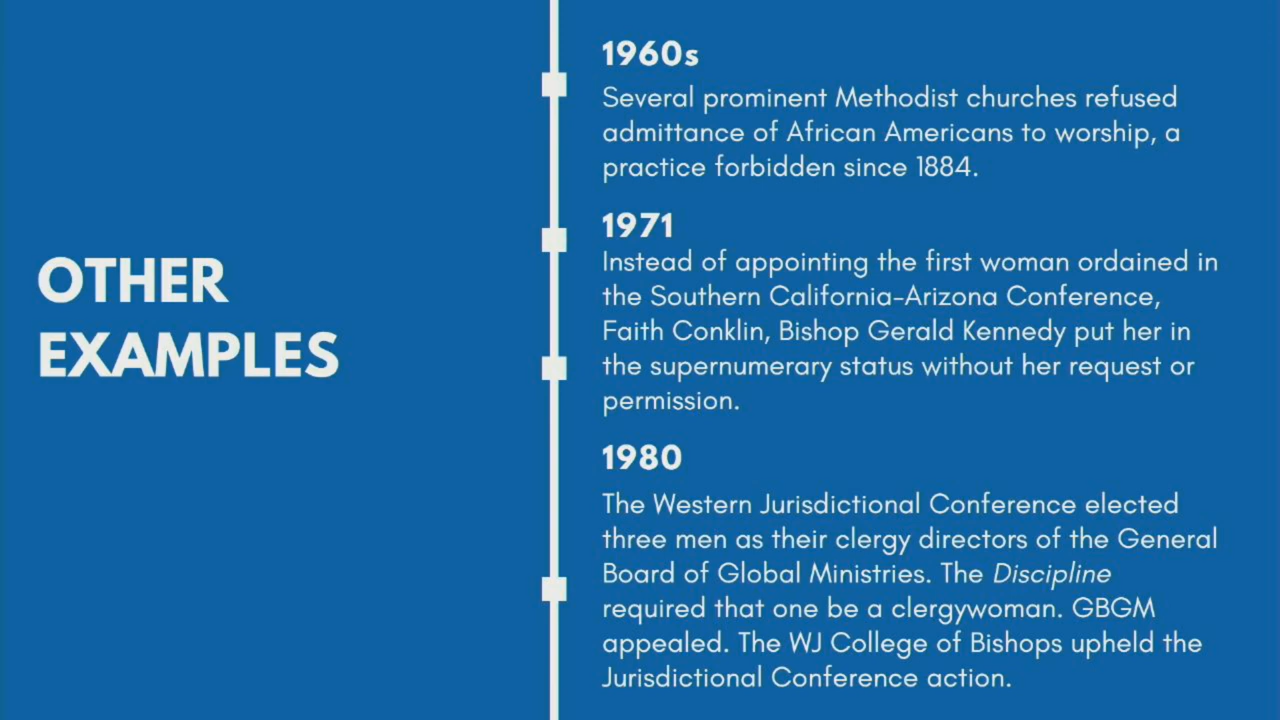 OTHER
EXAMPLES
1960s
Several prominent Methodist churches refused
admittance of African Americans to worship, a
practice forbidden since 1884.
1971
Instead of appointing the first woman ordained in
the Southern California-Arizona Conference,
Faith Conklin, Bishop Gerald Kennedy put her in
the supernumerary status without her request or
permission.
1980
The Western Jurisdictional Conference elected
three men as their clergy directors of the General
Board of Global Ministries. The Discipline
required that one be a clergywoman. GBGM
appealed. The WJ College of Bishops upheld the
Jurisdictional Conference action.